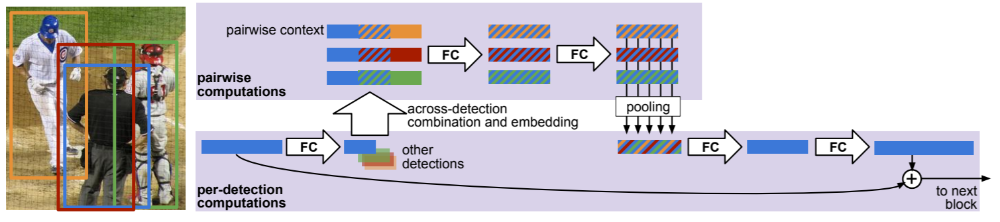 pairwise context
FC
FC
pairwise
computations
across-detection
combination and embedding
pooling
FC
other
detections
FC
FC
+
per-detection
computations
to next
block